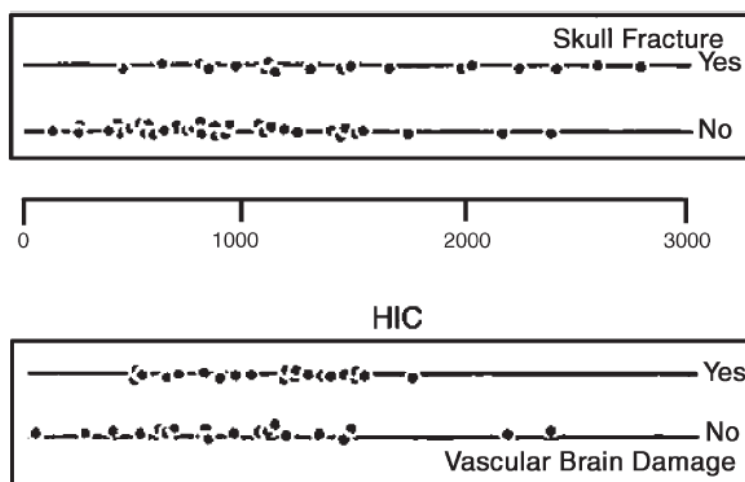 Skull Fracture
Yes
No
0 1000 2000 3000
HIC
Yes
No
Vascular Brain Damage